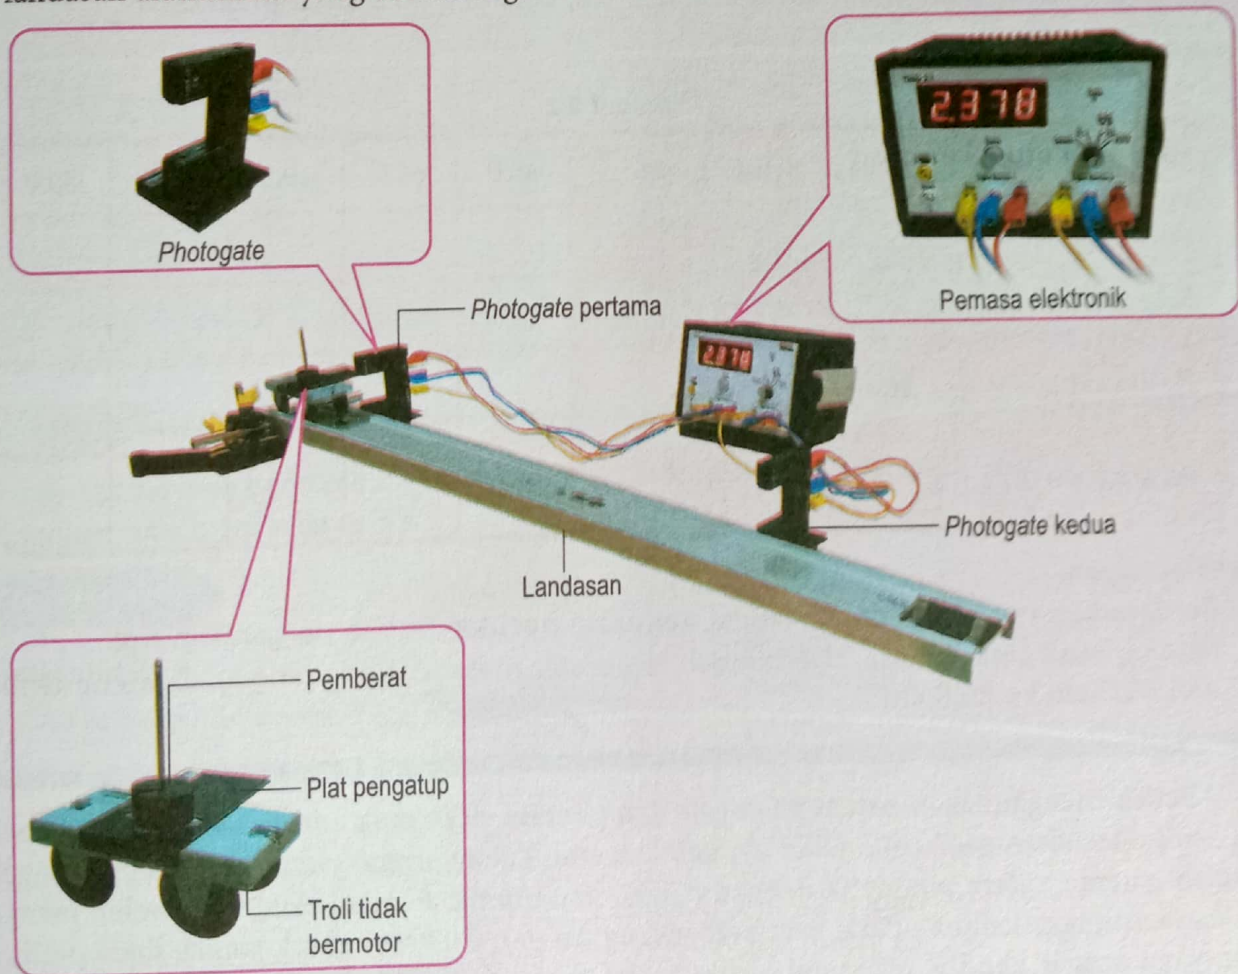 Photogate
2.378
Pemasa elektronik
Photogate pertama
2.378
Photogate kedua
Landasan
Pemberat
Plat pengatup
Troli tidak
bermotor